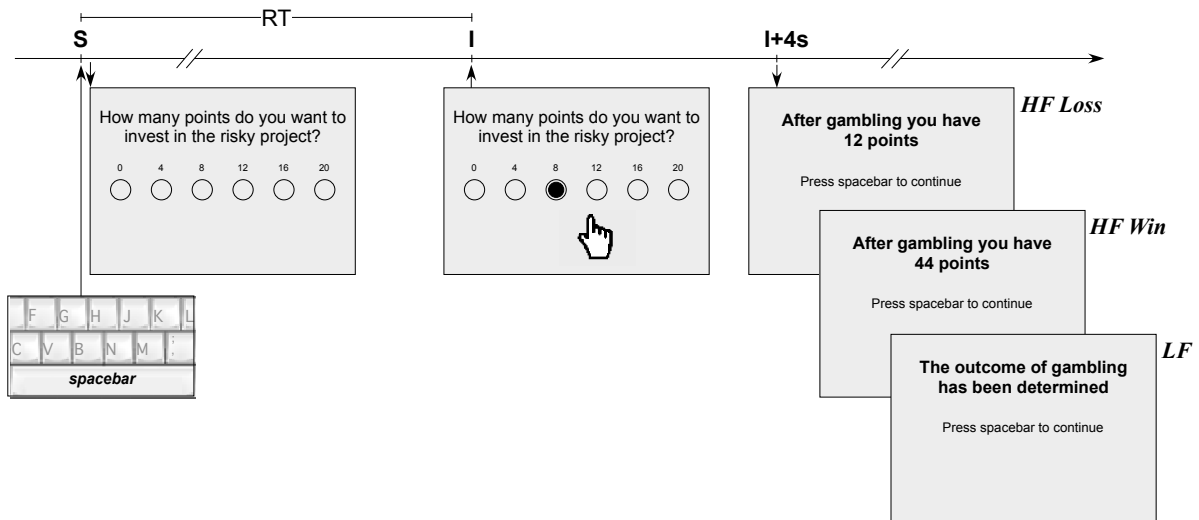 RT
S
I
I+4s
How many points do you want to
invest in the risky project?
0 4 8 12 16 20
How many points do you want to
invest in the risky project?
0 4 8 12 16 20
After gambling you have
12 points
Press spacebar to continue
HF Loss
After gambling you have
44 points
Press spacebar to continue
HF Win
The outcome of gambling
has been determined
Press spacebar to continue
LF
F G H J K L
C V B N M ; ,
spacebar